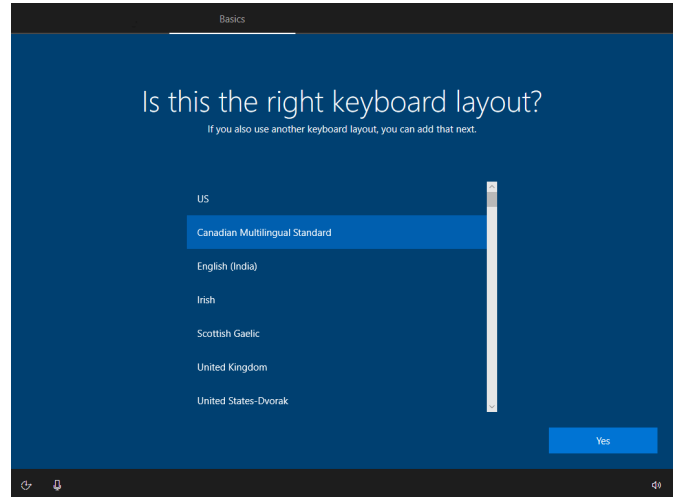 Basics
Is this the right keyboard layout?
If you also use another keyboard layout, you can add that next.
US
Canadian Multilingual Standard
English (India)
Irish
Scottish Gaelic
United Kingdom
United States-Dvorak
Yes